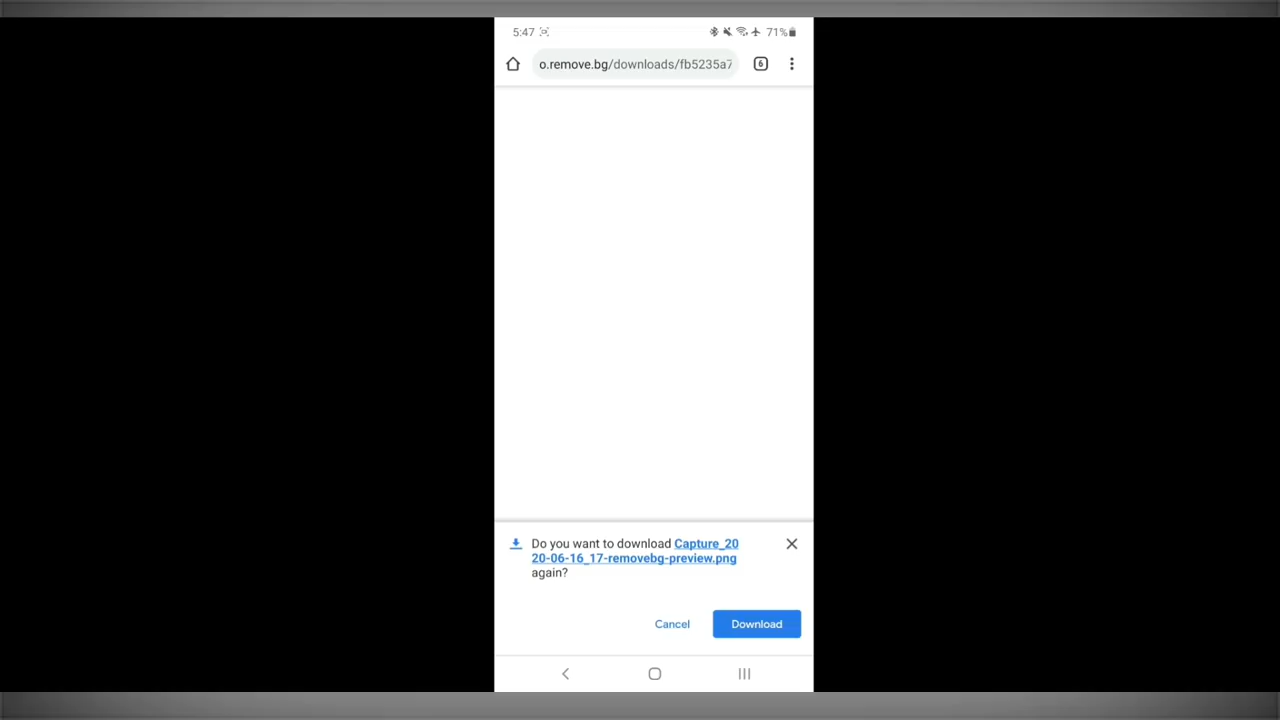 5:47 71%
o.remove.bg/downloads/fb5235a7 6
Do you want to download Capture_20
20-06-16_17-removebg-preview.png
again?
Cancel Download